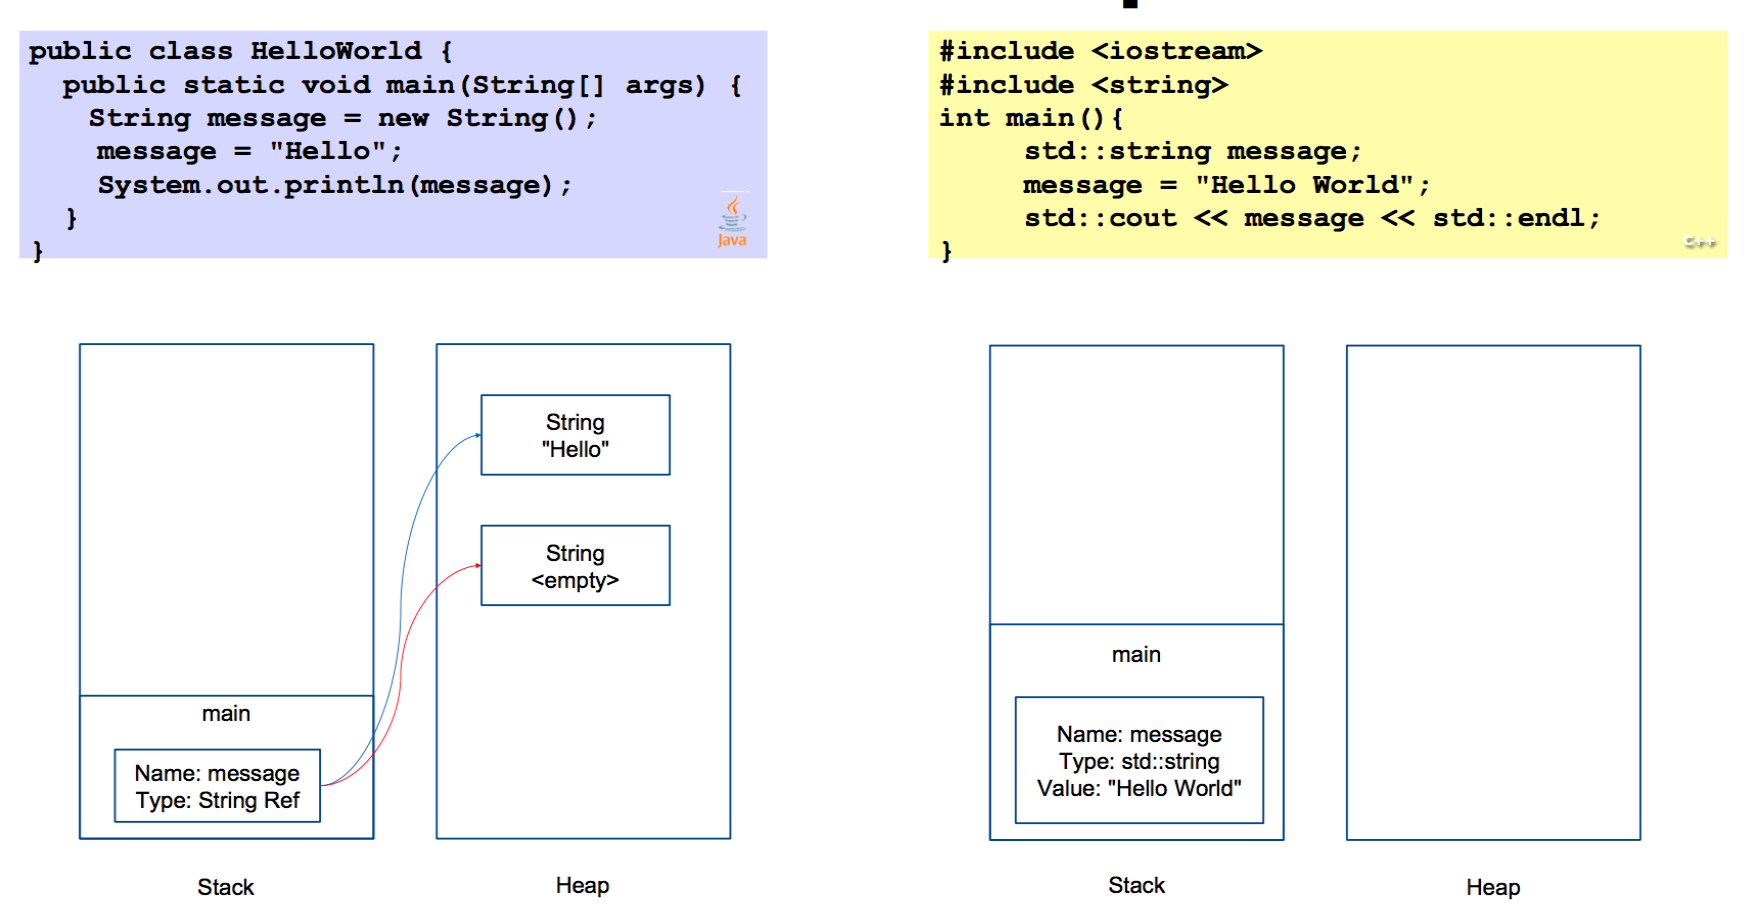 public class HelloWorld {
public static void main(String[] args) {
String message = new String();
message = "Hello";
System.out.println(message);
}
}
Java
#include <iostream>
#include <string>
int main(){
std::string message;
message = "Hello World";
std::cout << message << std::endl;
}
C++
String
"Hello"
String
<empty>
main
Name: message
Type: String Ref
Stack
Heap
main
Name: message
Type: std::string
Value: "Hello World"
Stack
Heap